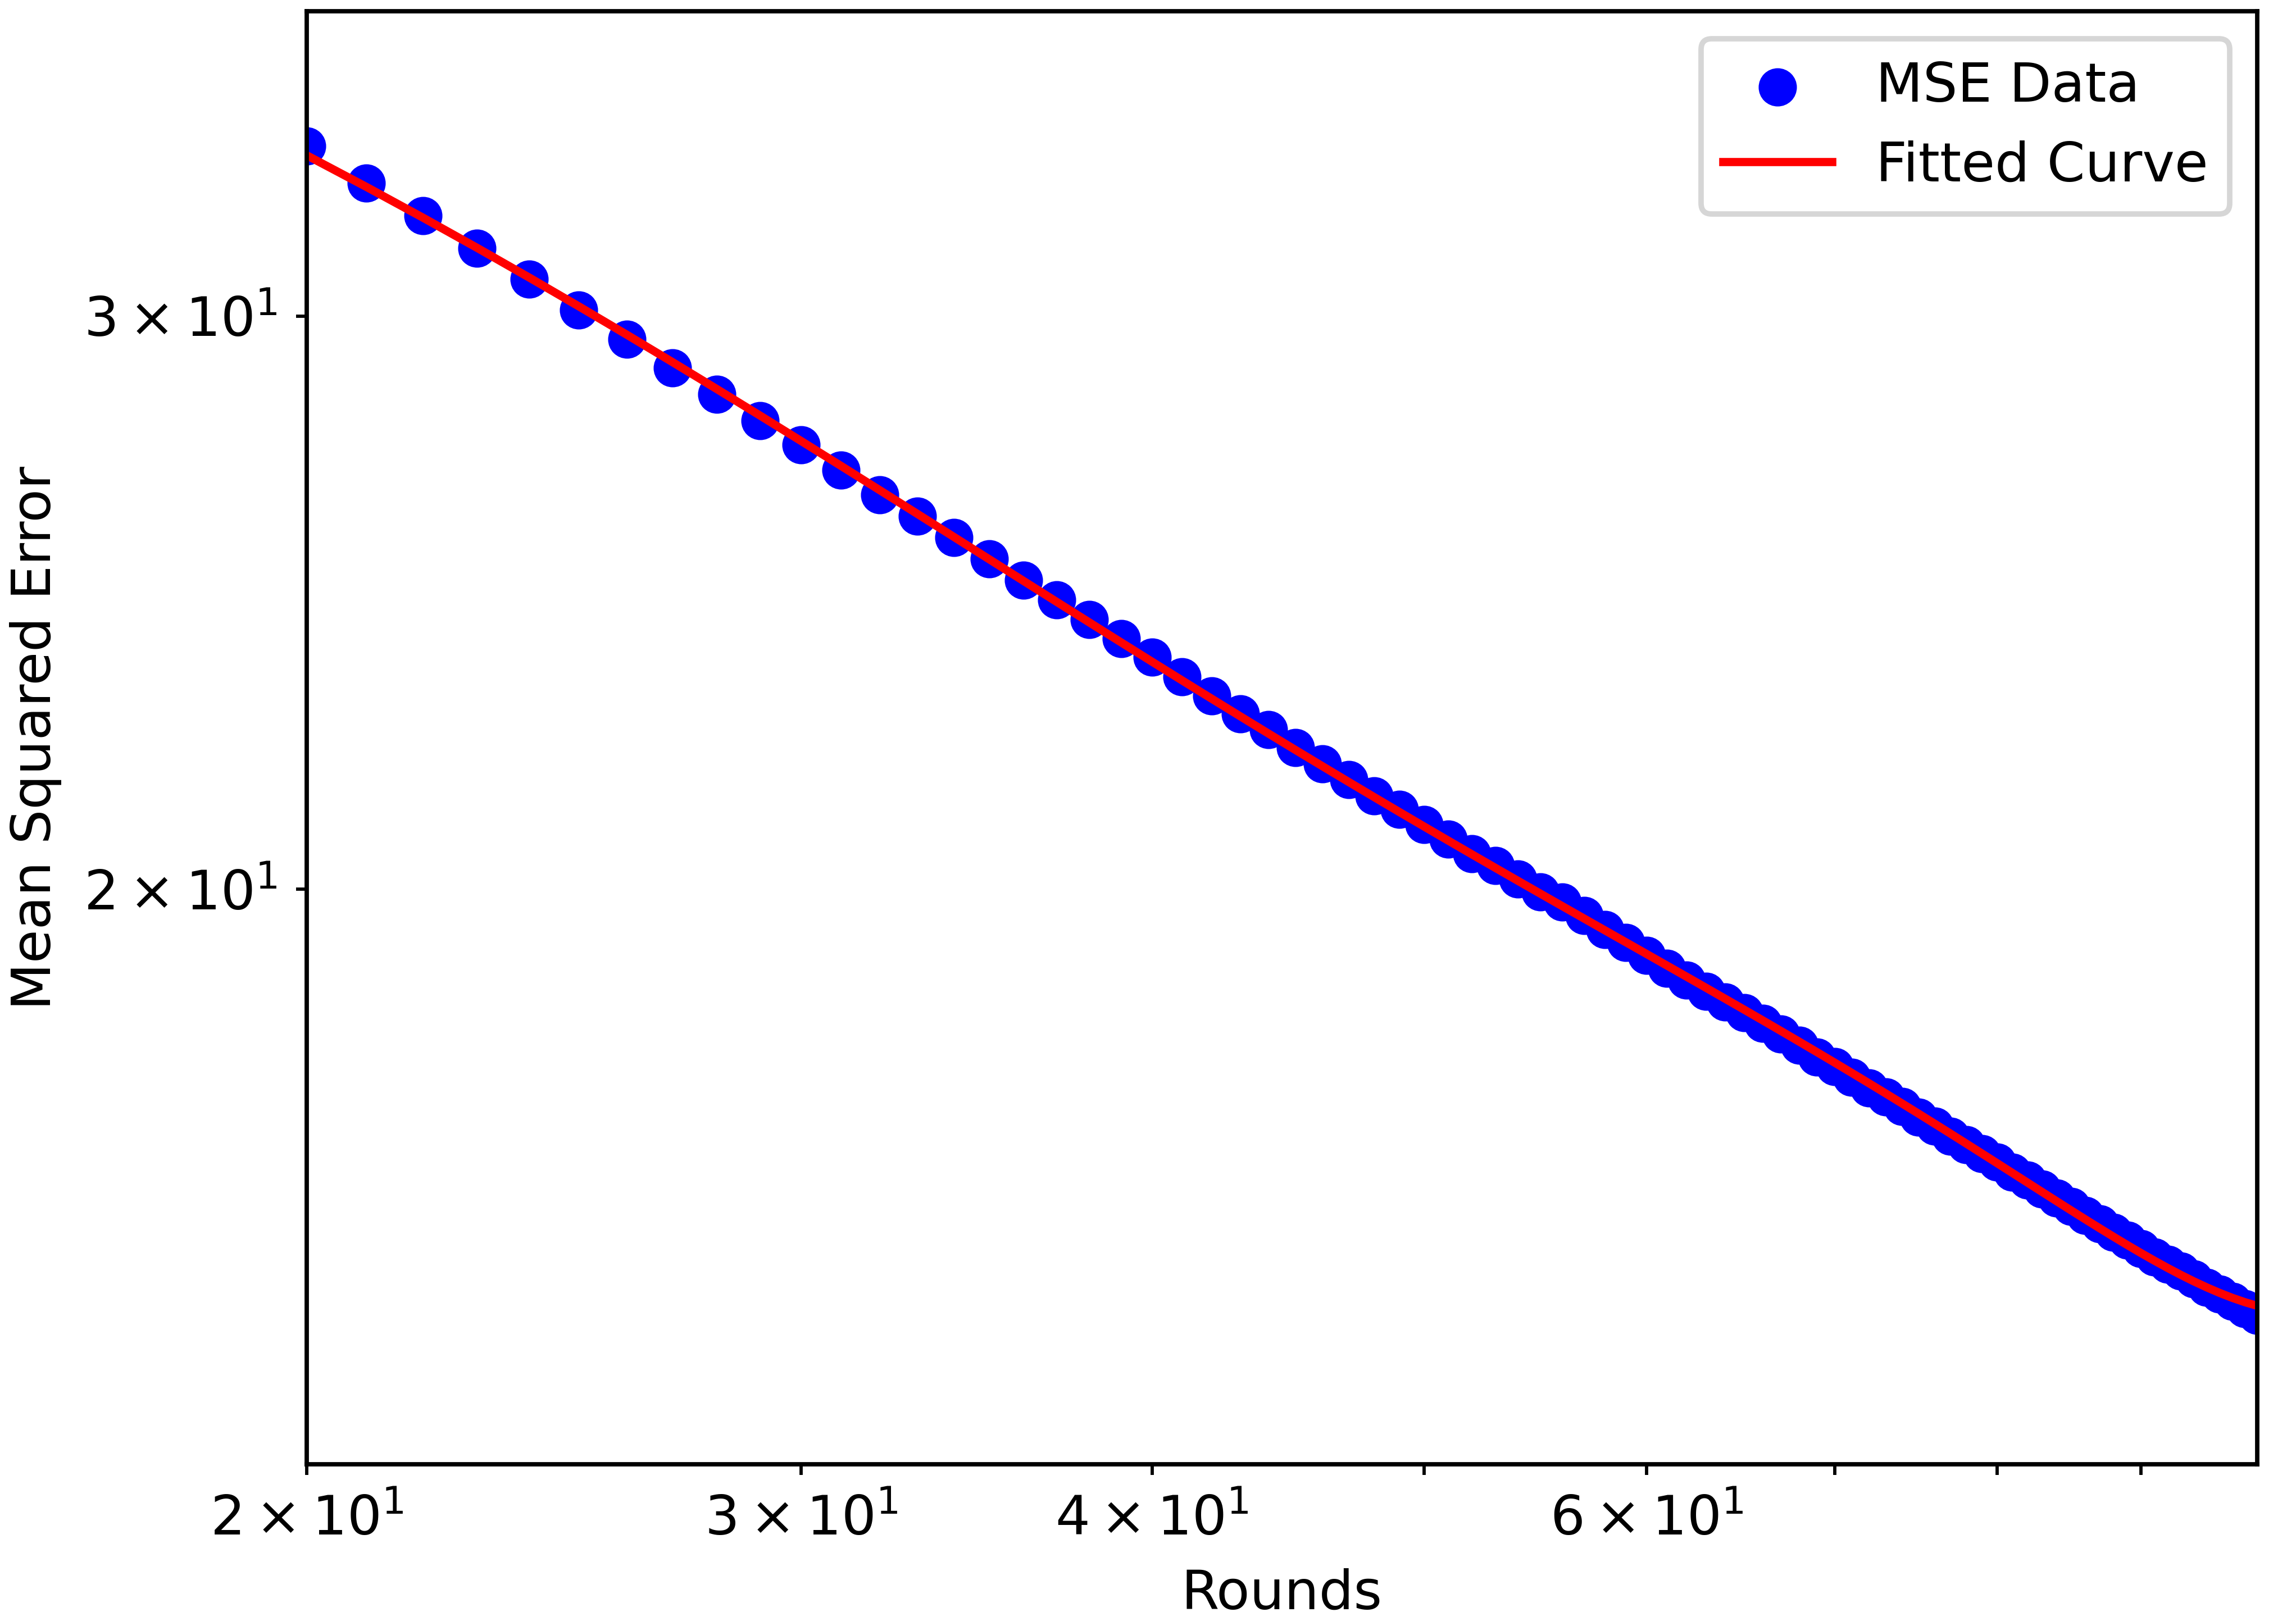 MSE Data
Fitted Curve
3 × 10¹
2 × 10¹
Mean Squared Error
2 × 10¹
3 × 10¹
4 × 10¹
6 × 10¹
Rounds